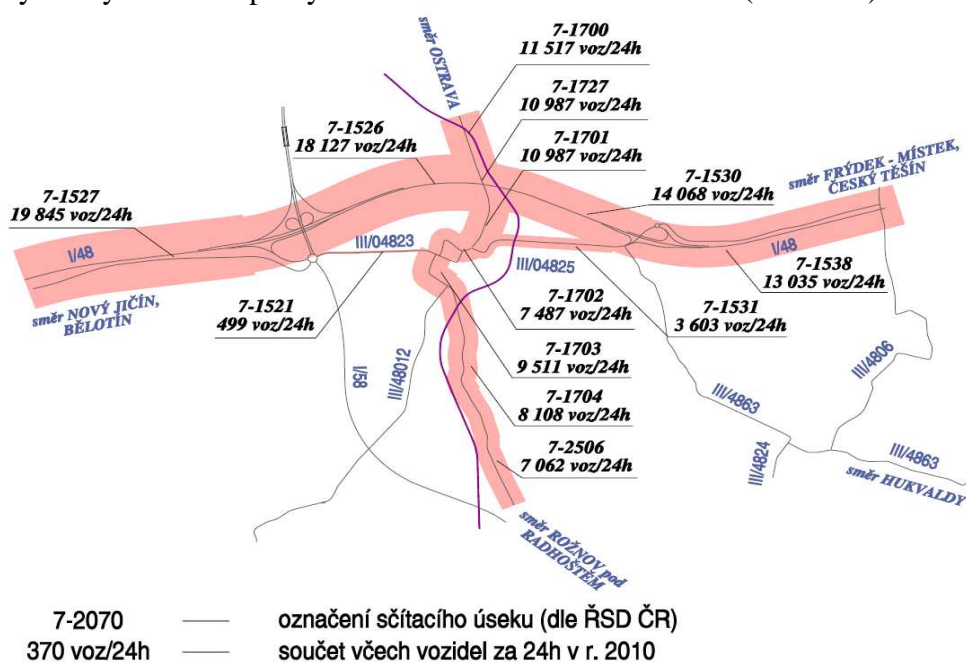 7-1700
11 517 voz/24h
směr OSTRAVA
7-1727
10 987 voz/24h
7-1526
18 127 voz/24h
7-1701
10 987 voz/24h
7-1530
14 068 voz/24h
směr FRÝDEK - MÍSTEK,
ČESKÝ TĚŠÍN
7-1527
19 845 voz/24h
I/48
III/04823
III/04825
I/48
7-1538
13 035 voz/24h
směr NOVÝ JIČÍN,
BĚLOTÍN
7-1521
499 voz/24h
7-1702
7 487 voz/24h
7-1531
3 603 voz/24h
7-1703
9 511 voz/24h
III/4806
I/58
III/48012
7-1704
8 108 voz/24h
III/4863
7-2506
7 062 voz/24h
III/4824
III/4863
směr HUKVALDY
směr ROŽNOV pod
RADHOŠTĚM
7-2070 — označení sčítacího úseku (dle ŘSD ČR)
370 voz/24h — součet včech vozidel za 24h v r. 2010